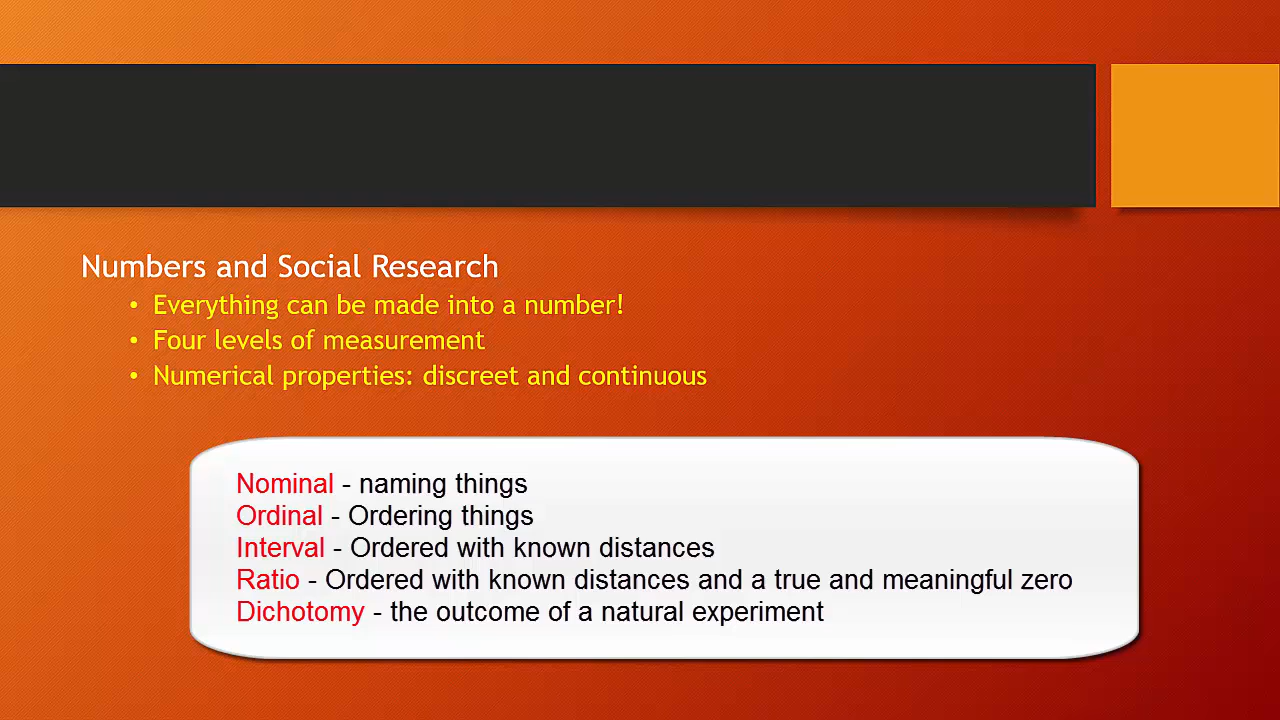 Numbers and Social Research
• Everything can be made into a number!
• Four levels of measurement
• Numerical properties: discreet and continuous
Nominal - naming things
Ordinal - Ordering things
Interval - Ordered with known distances
Ratio - Ordered with known distances and a true and meaningful zero
Dichotomy - the outcome of a natural experiment